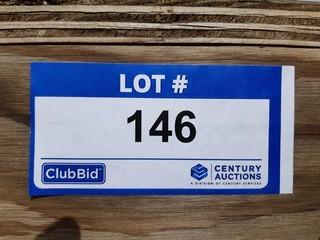 LOT #
146
ClubBid
CENTURY
AUCTIONS
A DIVISION OF CENTURY SERVICES